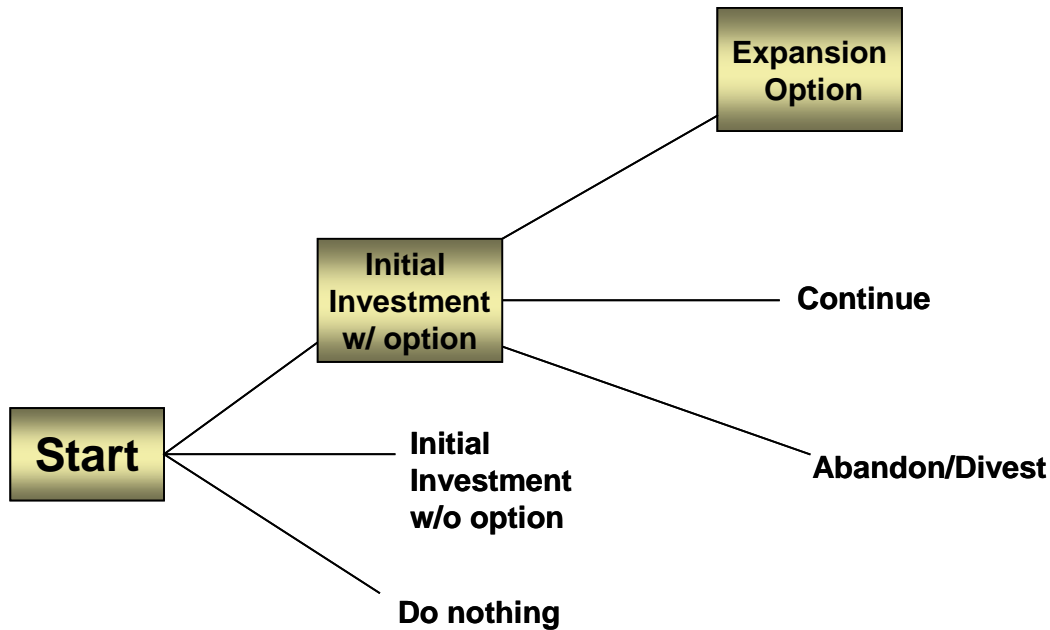 Expansion
Option
Initial
Investment
w/ option
Continue
Start
Initial
Investment
w/o option
Abandon/Divest
Do nothing